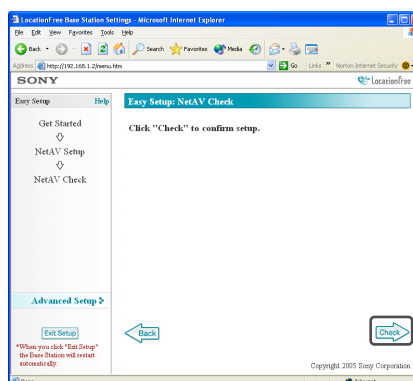 LocationFree Base Station Settings - Microsoft Internet Explorer
File Edit View Favorites Tools Help
Back Search Favorites Media
Address http://192.168.1.2/menu.htm Go Links » Norton Internet Security
SONY LocationFree
Easy Setup Help
Easy Setup: NetAV Check
Get Started
NetAV Setup
NetAV Check
Click "Check" to confirm setup.
Advanced Setup
Exit Setup
Back
Check
*When you click "Exit Setup"
the Base Station will restart
automatically.
Copyright 2005 Sony Corporation